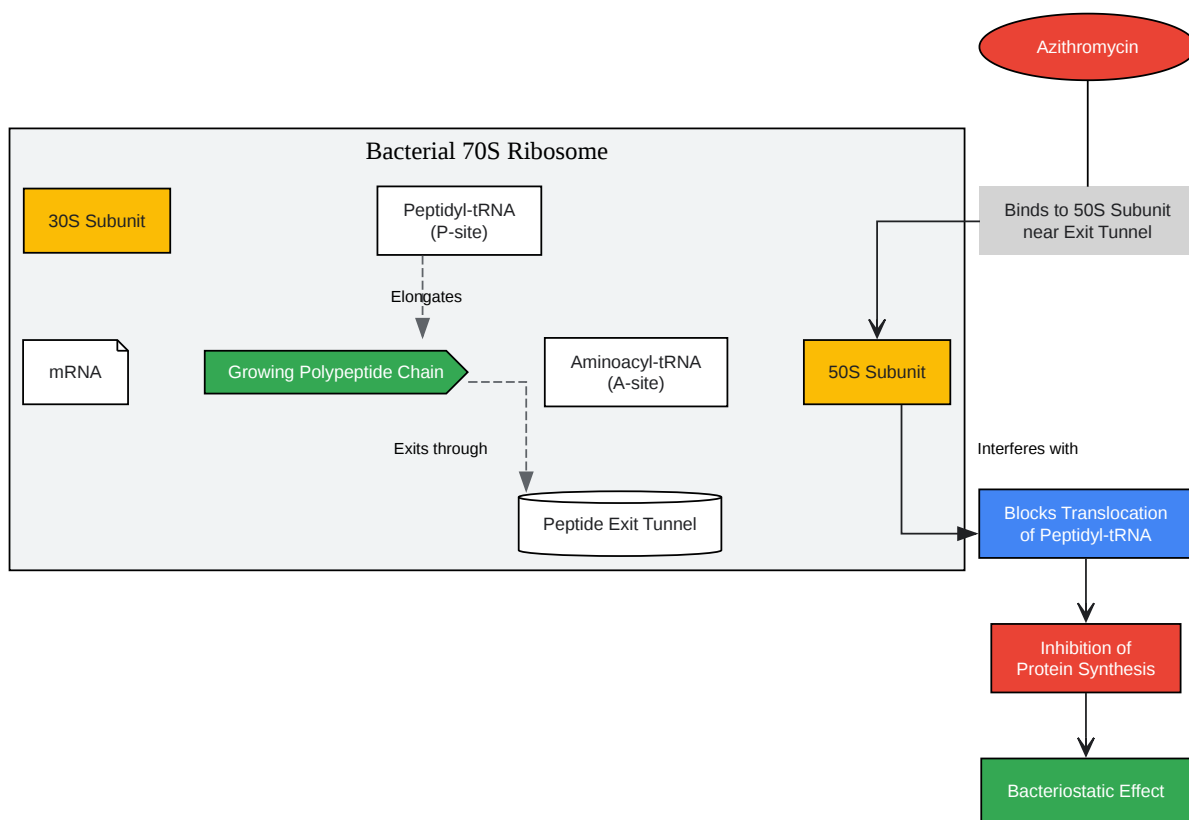 Azithromycin
Bacterial 70S Ribosome
30S Subunit
Peptidyl-tRNA
(P-site)
Binds to 50S Subunit
near Exit Tunnel
Elongates
mRNA
Growing Polypeptide Chain
Aminoacyl-tRNA
(A-site)
50S Subunit
Exits through
Interferes with
Peptide Exit Tunnel
Blocks Translocation
of Peptidyl-tRNA
Inhibition of
Protein Synthesis
Bacteriostatic Effect